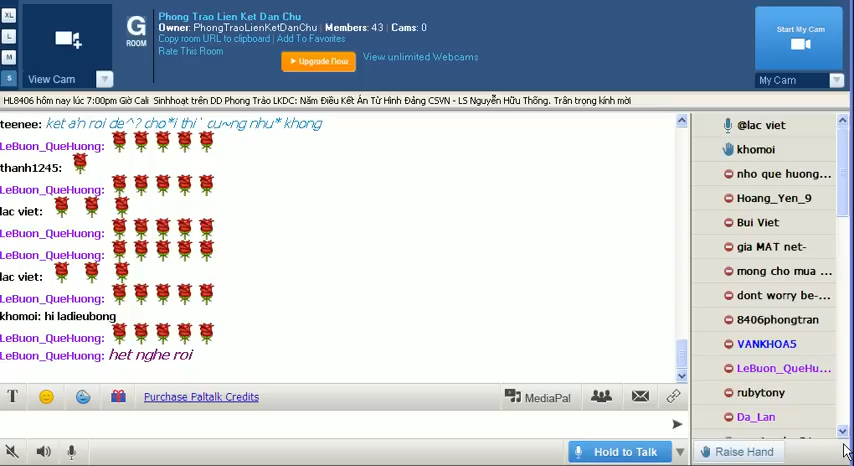 XL
L
M
S
View Cam
G
ROOM
Phong Trao Lien Ket Dan Chu
Owner: PhongTraoLienKetDanChu | Members: 43 | Cams: 0
Copy room URL to clipboard | Add To Favorites
Rate This Room
Upgrade Now
View unlimited Webcams
Start My Cam
My Cam
HL8406 hôm nay lúc 7:00pm Giờ Cali Sinhhoạt trên DD Phong Trào LKDC: Năm Điều Kết Án Tử Hình Đảng CSVN - LS Nguyễn Hữu Thống. Trân trọng kính mời
teenee: ket a'n roi de^? cho*i thi` cu~ng nhu* khong
LeBuon_QueHuong:
thanh1245:
LeBuon_QueHuong:
lac viet:
LeBuon_QueHuong:
LeBuon_QueHuong:
lac viet:
LeBuon_QueHuong:
khomoi: hi ladieubong
LeBuon_QueHuong:
LeBuon_QueHuong: het nghe roi
@lac viet
khomoi
nho que huong...
Hoang_Yen_9
Bui Viet
gia MAT net-
mong cho mua ...
dont worry be-...
8406phongtran
VANKHOA5
LeBuon_QueHu...
rubytony
Da_Lan
T
Purchase Paltalk Credits
MediaPal
Hold to Talk
Raise Hand